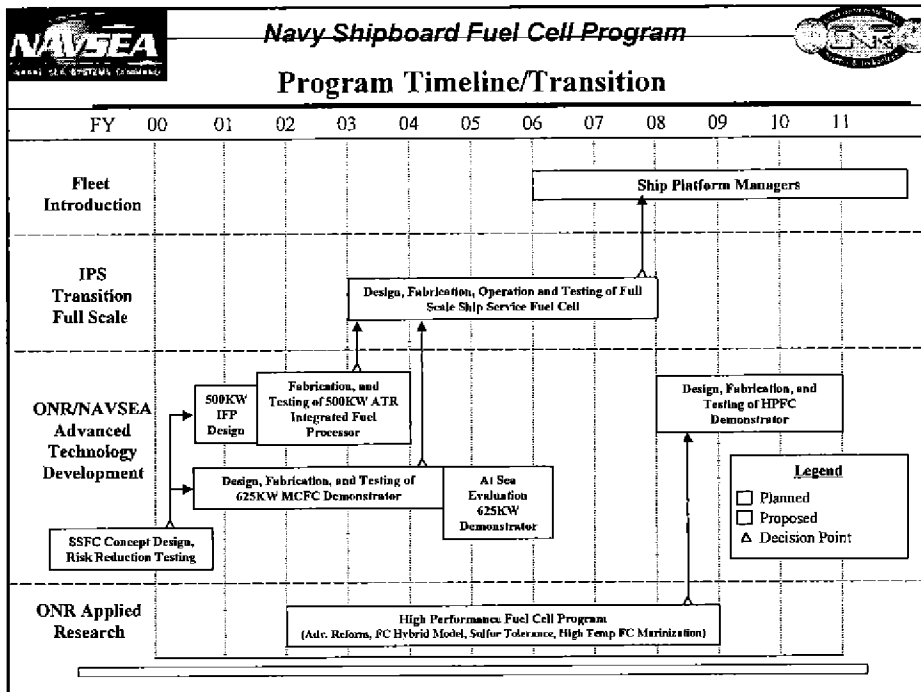 NAVSEA
NAVAL SEA SYSTEMS COMMAND
Navy Shipboard Fuel Cell Program
Program Timeline/Transition
FY 00 01 02 03 04 05 06 07 08 09 10 11
Fleet
Introduction
Ship Platform Managers
IPS
Transition
Full Scale
Design, Fabrication, Operation and Testing of Full
Scale Ship Service Fuel Cell
ONR/NAVSEA
Advanced
Technology
Development
500KW
IFP
Design
Fabrication, and
Testing of 500KW ATR
Integrated Fuel
Processor
Design, Fabrication, and
Testing of HPFC
Demonstrator
Design, Fabrication, and Testing of
625KW MCFC Demonstrator
At Sea
Evaluation
625KW
Demonstrator
SSFC Concept Design,
Risk Reduction Testing
Legend
Planned
Proposed
Decision Point
ONR Applied
Research
High Performance Fuel Cell Program
(Adv. Reform, FC Hybrid Model, Sulfur Tolerance, High Temp FC Marinization)